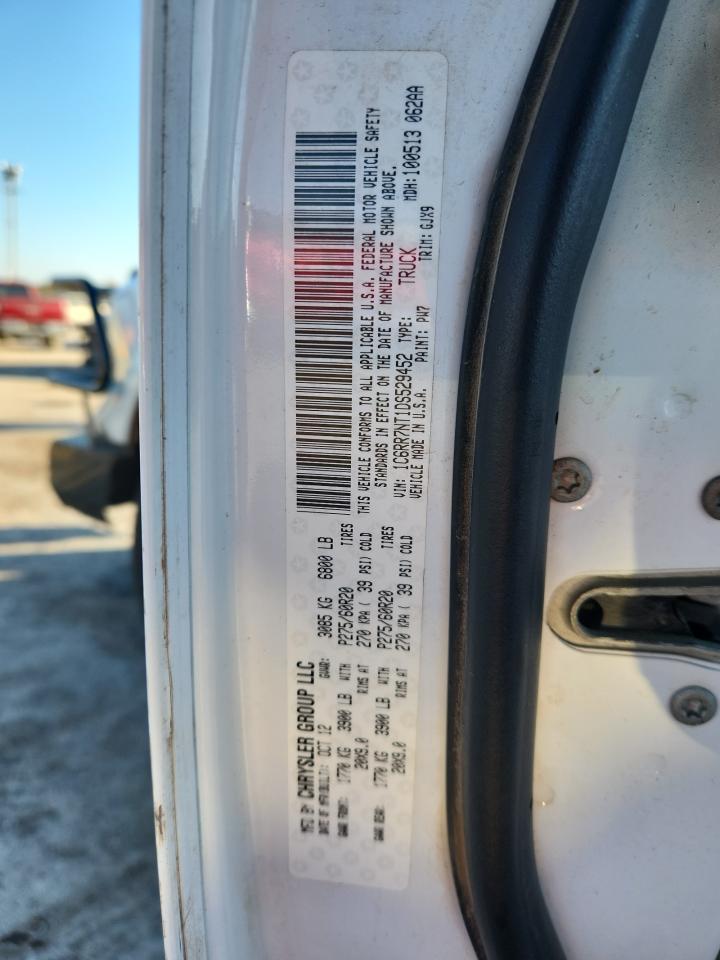 MFD BY CHRYSLER GROUP LLC
DATE OF MFR(BUILT): OCT 12 GVWR: 3085 KG 6800 LB
GAWR FRONT: 1770 KG 3900 LB WITH P275/60R20 TIRES
20X9.0 RIMS AT 270 KPA ( 39 PSI) COLD
GAWR REAR: 1770 KG 3900 LB WITH P275/60R20 TIRES
20X9.0 RIMS AT 270 KPA ( 39 PSI) COLD
THIS VEHICLE CONFORMS TO ALL APPLICABLE U.S.A. FEDERAL MOTOR VEHICLE SAFETY
STANDARDS IN EFFECT ON THE DATE OF MANUFACTURE SHOWN ABOVE.
VIN: 1C6RR7NT1DS529452 TYPE: TRUCK MDH:100513 062AA
VEHICLE MADE IN U.S.A. PAINT: PW7 TRIM: GJX9